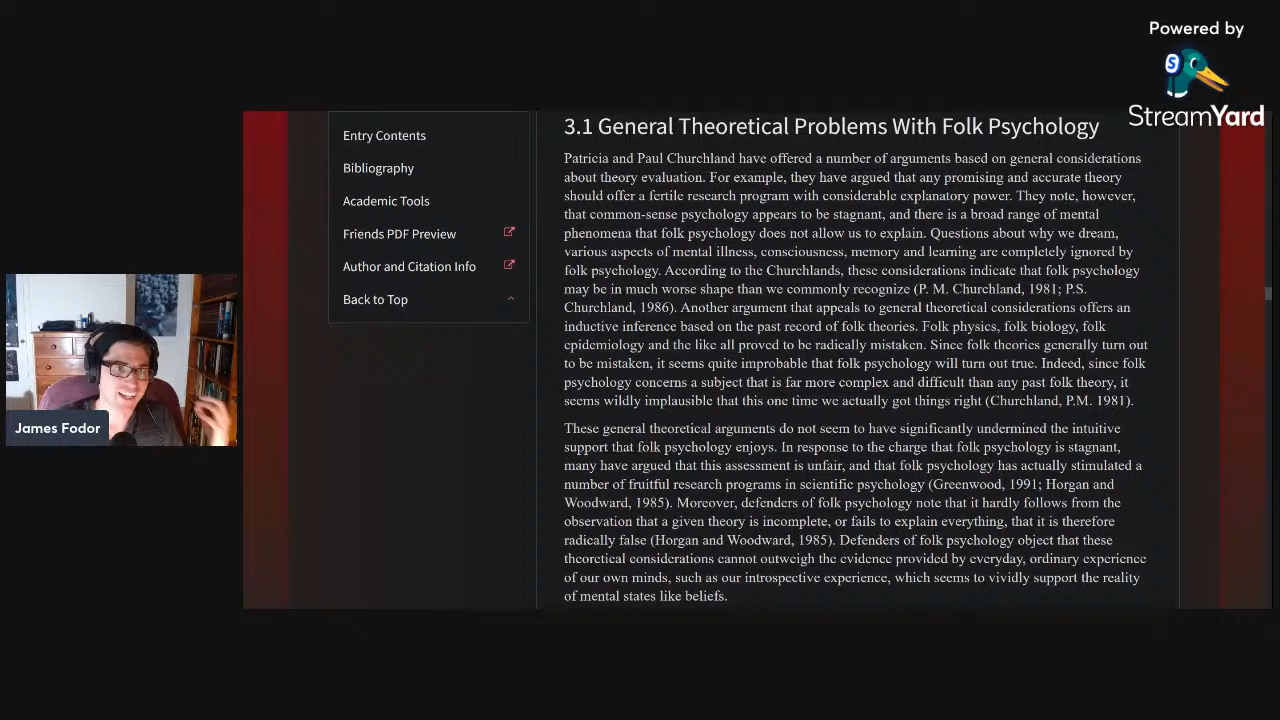 Powered by
S
StreamYard
Entry Contents
Bibliography
Academic Tools
Friends PDF Preview
Author and Citation Info
Back to Top
3.1 General Theoretical Problems With Folk Psychology
Patricia and Paul Churchland have offered a number of arguments based on general considerations
about theory evaluation. For example, they have argued that any promising and accurate theory
should offer a fertile research program with considerable explanatory power. They note, however,
that common-sense psychology appears to be stagnant, and there is a broad range of mental
phenomena that folk psychology does not allow us to explain. Questions about why we dream,
various aspects of mental illness, consciousness, memory and learning are completely ignored by
folk psychology. According to the Churchlands, these considerations indicate that folk psychology
may be in much worse shape than we commonly recognize (P. M. Churchland, 1981; P.S.
Churchland, 1986). Another argument that appeals to general theoretical considerations offers an
inductive inference based on the past record of folk theories. Folk physics, folk biology, folk
epidemiology and the like all proved to be radically mistaken. Since folk theories generally turn out
to be mistaken, it seems quite improbable that folk psychology will turn out true. Indeed, since folk
psychology concerns a subject that is far more complex and difficult than any past folk theory, it
seems wildly implausible that this one time we actually got things right (Churchland, P.M. 1981).
These general theoretical arguments do not seem to have significantly undermined the intuitive
support that folk psychology enjoys. In response to the charge that folk psychology is stagnant,
many have argued that this assessment is unfair, and that folk psychology has actually stimulated a
number of fruitful research programs in scientific psychology (Greenwood, 1991; Horgan and
Woodward, 1985). Moreover, defenders of folk psychology note that it hardly follows from the
observation that a given theory is incomplete, or fails to explain everything, that it is therefore
radically false (Horgan and Woodward, 1985). Defenders of folk psychology object that these
theoretical considerations cannot outweigh the evidence provided by everyday, ordinary experience
of our own minds, such as our introspective experience, which seems to vividly support the reality
of mental states like beliefs.
James Fodor